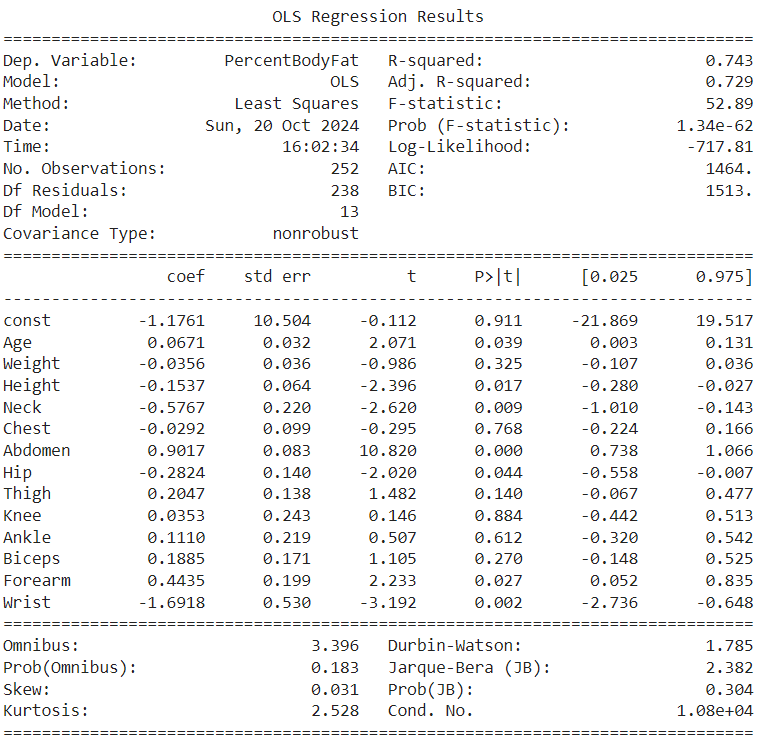 OLS Regression Results
==============================================================================
Dep. Variable:         PercentBodyFat   R-squared:                       0.743
Model:                            OLS   Adj. R-squared:                  0.729
Method:                 Least Squares   F-statistic:                     52.89
Date:                Sun, 20 Oct 2024   Prob (F-statistic):           1.34e-62
Time:                        16:02:34   Log-Likelihood:                -717.81
No. Observations:                 252   AIC:                             1464.
Df Residuals:                     238   BIC:                             1513.
Df Model:                          13
Covariance Type:            nonrobust
==============================================================================
                 coef    std err          t      P>|t|      [0.025      0.975]
------------------------------------------------------------------------------
const         -1.1761     10.504     -0.112      0.911     -21.869      19.517
Age            0.0671      0.032      2.071      0.039       0.003       0.131
Weight        -0.0356      0.036     -0.986      0.325      -0.107       0.036
Height        -0.1537      0.064     -2.396      0.017      -0.280      -0.027
Neck          -0.5767      0.220     -2.620      0.009      -1.010      -0.143
Chest         -0.0292      0.099     -0.295      0.768      -0.224       0.166
Abdomen        0.9017      0.083     10.820      0.000       0.738       1.066
Hip           -0.2824      0.140     -2.020      0.044      -0.558      -0.007
Thigh          0.2047      0.138      1.482      0.140      -0.067       0.477
Knee           0.0353      0.243      0.146      0.884      -0.442       0.513
Ankle          0.1110      0.219      0.507      0.612      -0.320       0.542
Biceps         0.1885      0.171      1.105      0.270      -0.148       0.525
Forearm        0.4435      0.199      2.233      0.027       0.052       0.835
Wrist         -1.6918      0.530     -3.192      0.002      -2.736      -0.648
==============================================================================
Omnibus:                        3.396   Durbin-Watson:                   1.785
Prob(Omnibus):                  0.183   Jarque-Bera (JB):                2.382
Skew:                           0.031   Prob(JB):                        0.304
Kurtosis:                       2.528   Cond. No.                     1.08e+04
==============================================================================